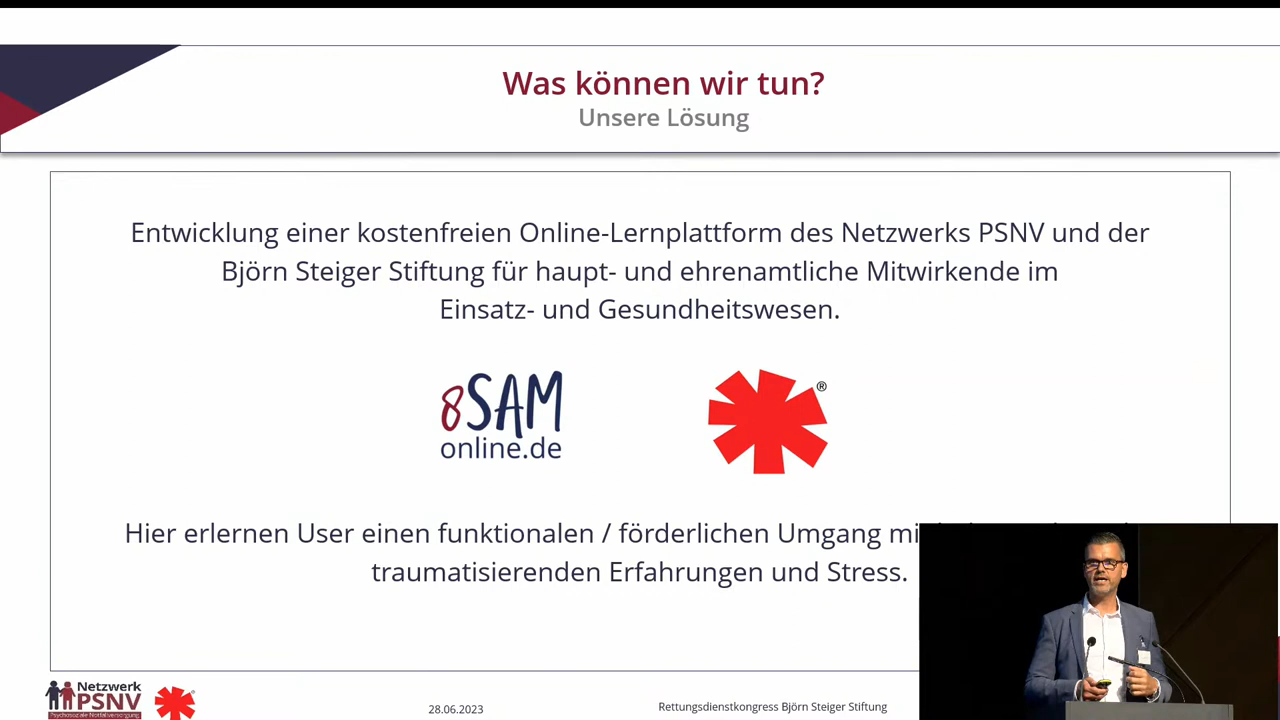 Was können wir tun?
Unsere Lösung
Entwicklung einer kostenfreien Online-Lernplattform des Netzwerks PSNV und der
Björn Steiger Stiftung für haupt- und ehrenamtliche Mitwirkende im
Einsatz- und Gesundheitswesen.
8SAM
online.de
®
Hier erlernen User einen funktionalen / förderlichen Umgang
traumatisierenden Erfahrungen und Stress.
Netzwerk
PSNV
Psychosoziale Notfallversorgung
28.06.2023
Rettungsdienstkongress Björn Steiger Stiftung